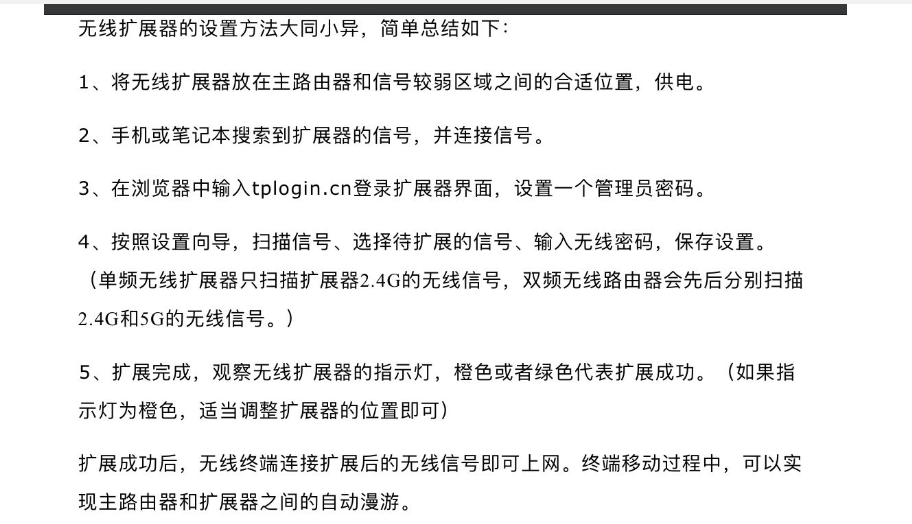 无线扩展器的设置方法大同小异，简单总结如下：
1、将无线扩展器放在主路由器和信号较弱区域之间的合适位置，供电。
2、手机或笔记本搜索到扩展器的信号，并连接信号。
3、在浏览器中输入tplogin.cn登录扩展器界面，设置一个管理员密码。
4、按照设置向导，扫描信号、选择待扩展的信号、输入无线密码，保存设置。
（单频无线扩展器只扫描扩展器2.4G的无线信号，双频无线路由器会先后分别扫描
2.4G和5G的无线信号。）
5、扩展完成，观察无线扩展器的指示灯，橙色或者绿色代表扩展成功。（如果指
示灯为橙色，适当调整扩展器的位置即可）
扩展成功后，无线终端连接扩展后的无线信号即可上网。终端移动过程中，可以实
现主路由器和扩展器之间的自动漫游。